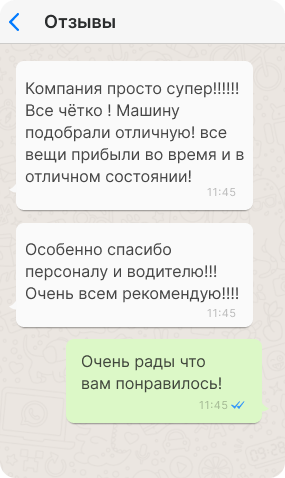 Отзывы
Компания просто супер!!!!!!
Все чётко ! Машину
подобрали отличную! все
вещи прибыли во время и в
отличном состоянии!
11:45
Особенно спасибо
персоналу и водителю!!!
Очень всем рекомендую!!!!
11:45
Очень рады что
вам понравилось!
11:45